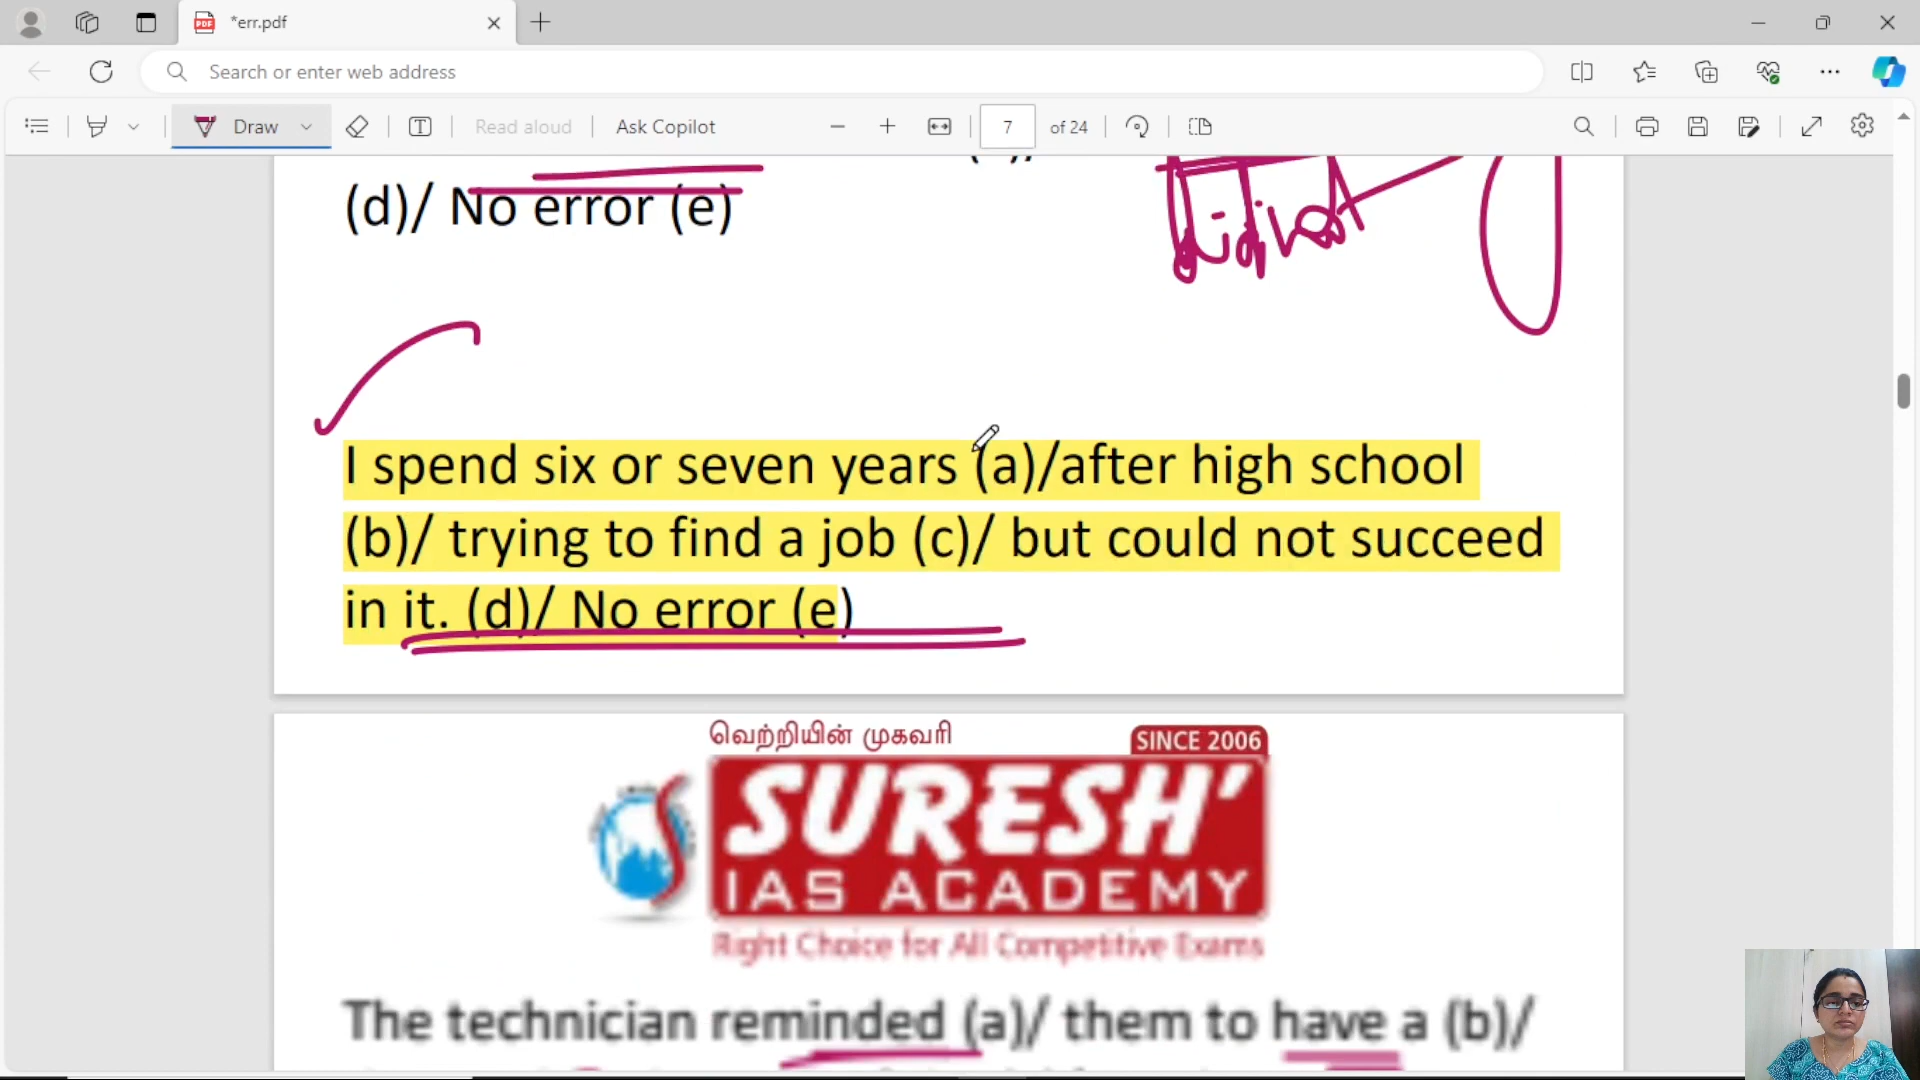 *err.pdf
Search or enter web address
Draw
Read aloud
Ask Copilot
7
of 24
(d)/ No error (e)
did not
I spend six or seven years (a)/after high school
(b)/ trying to find a job (c)/ but could not succeed
in it. (d)/ No error (e)
வெற்றியின் முகவரி
SINCE 2006
SURESH'
IAS ACADEMY
Right Choice for All Competitive Exams
The technician reminded (a)/ them to have a (b)/